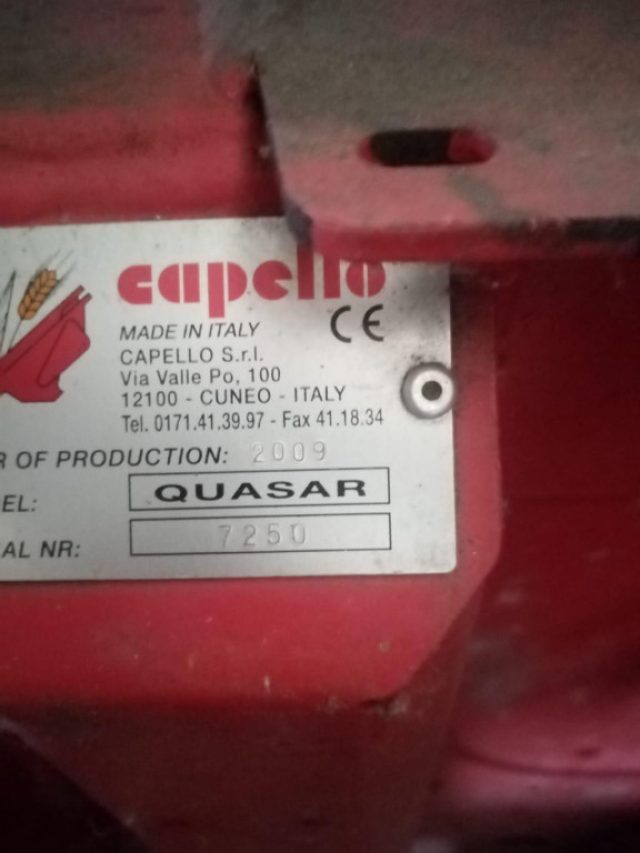 capello
MADE IN ITALY CE
CAPELLO S.r.l.
Via Valle Po, 100
12100 - CUNEO - ITALY
Tel. 0171.41.39.97 - Fax 41.18.34
R OF PRODUCTION: 2009
EL: QUASAR
AL NR: 7250